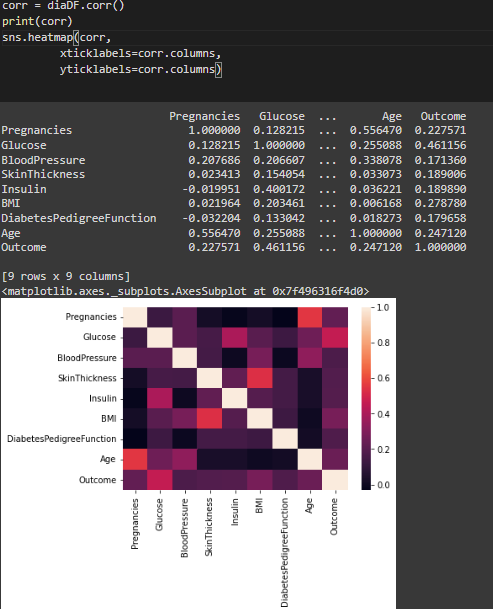 corr = diaDF.corr()
print(corr)
sns.heatmap(corr,
        xticklabels=corr.columns,
        yticklabels=corr.columns)
                          Pregnancies   Glucose  ...       Age   Outcome
Pregnancies                  1.000000  0.128215  ...  0.556470  0.227571
Glucose                      0.128215  1.000000  ...  0.255088  0.461156
BloodPressure                0.207686  0.206607  ...  0.338078  0.171360
SkinThickness                0.023413  0.154054  ...  0.033073  0.189006
Insulin                     -0.019951  0.400172  ...  0.036221  0.189890
BMI                          0.021964  0.203461  ...  0.006168  0.278780
DiabetesPedigreeFunction    -0.032204  0.133042  ...  0.018273  0.179658
Age                          0.556470  0.255088  ...  1.000000  0.247120
Outcome                      0.227571  0.461156  ...  0.247120  1.000000
[9 rows x 9 columns]
<matplotlib.axes._subplots.AxesSubplot at 0x7f496316f4d0>
Pregnancies
Glucose
BloodPressure
SkinThickness
Insulin
BMI
DiabetesPedigreeFunction
Age
Outcome
Pregnancies
Glucose
BloodPressure
SkinThickness
Insulin
BMI
DiabetesPedigreeFunction
Age
Outcome
1.0
0.8
0.6
0.4
0.2
0.0